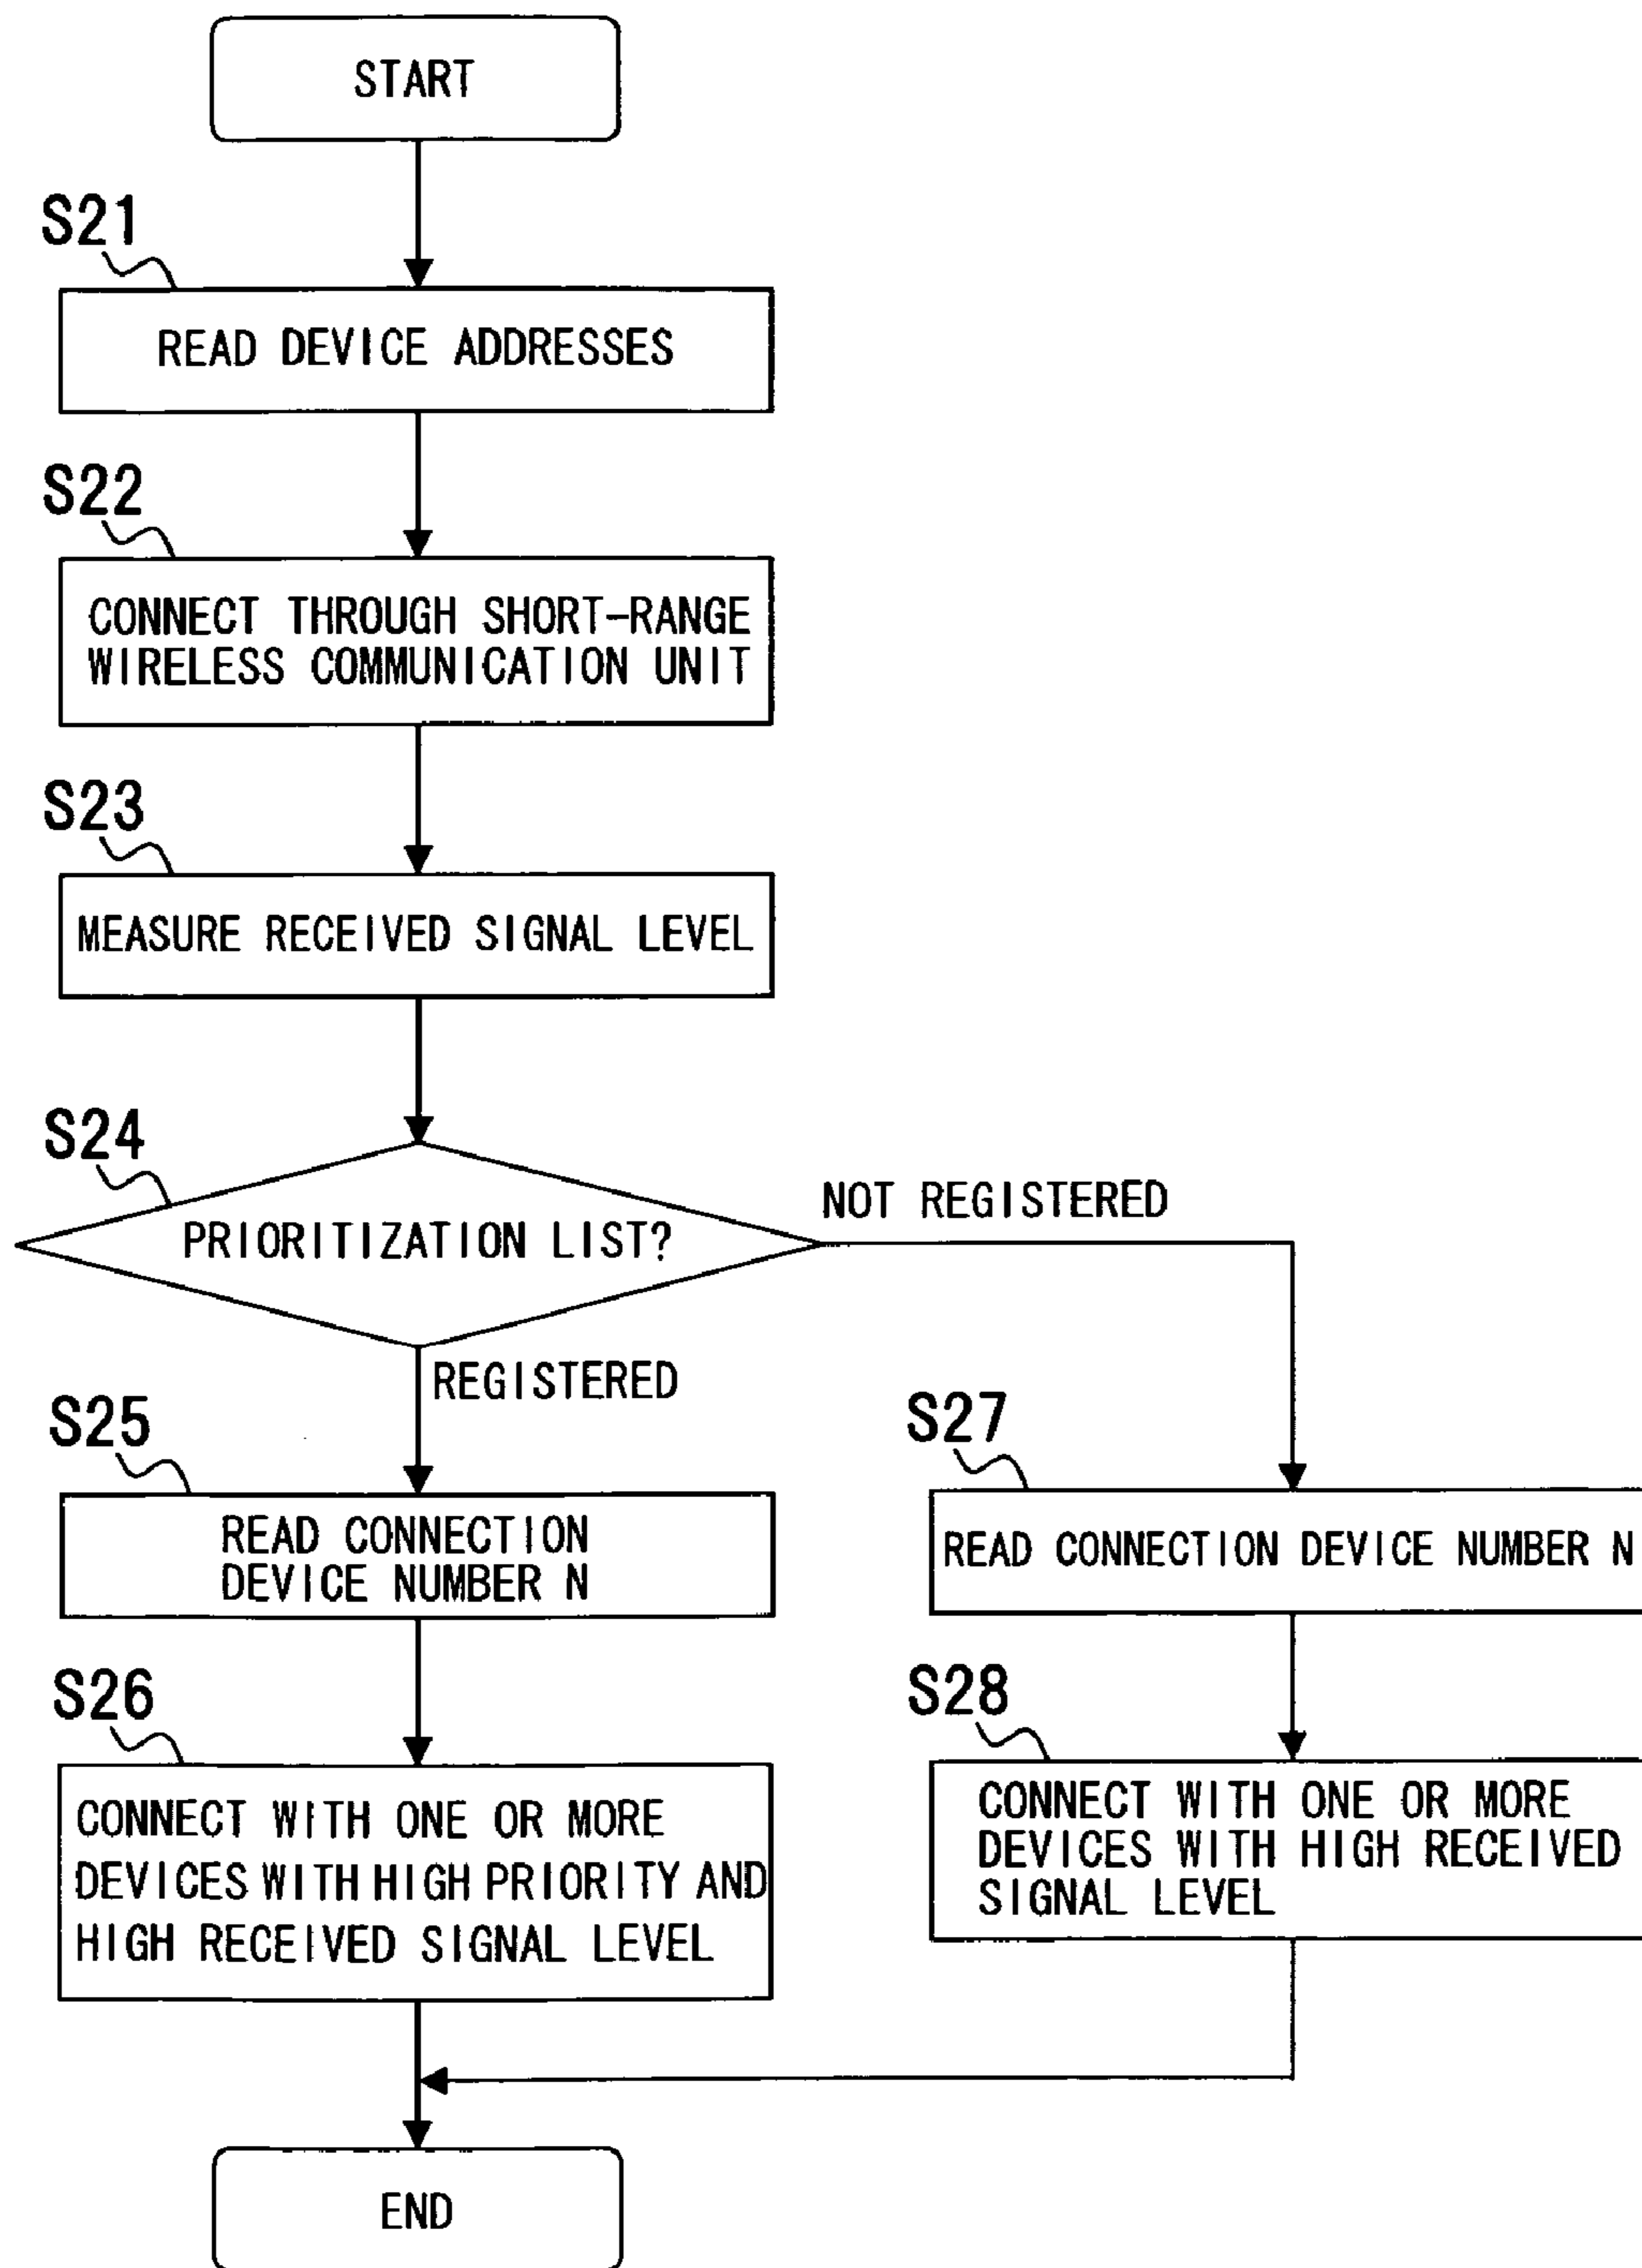 START
S21
READ DEVICE ADDRESSES
S22
CONNECT THROUGH SHORT-RANGE
WIRELESS COMMUNICATION UNIT
S23
MEASURE RECEIVED SIGNAL LEVEL
S24
PRIORITIZATION LIST?
NOT REGISTERED
REGISTERED
S25
READ CONNECTION
DEVICE NUMBER N
S27
READ CONNECTION DEVICE NUMBER N
S26
CONNECT WITH ONE OR MORE
DEVICES WITH HIGH PRIORITY AND
HIGH RECEIVED SIGNAL LEVEL
S28
CONNECT WITH ONE OR MORE
DEVICES WITH HIGH RECEIVED
SIGNAL LEVEL
END